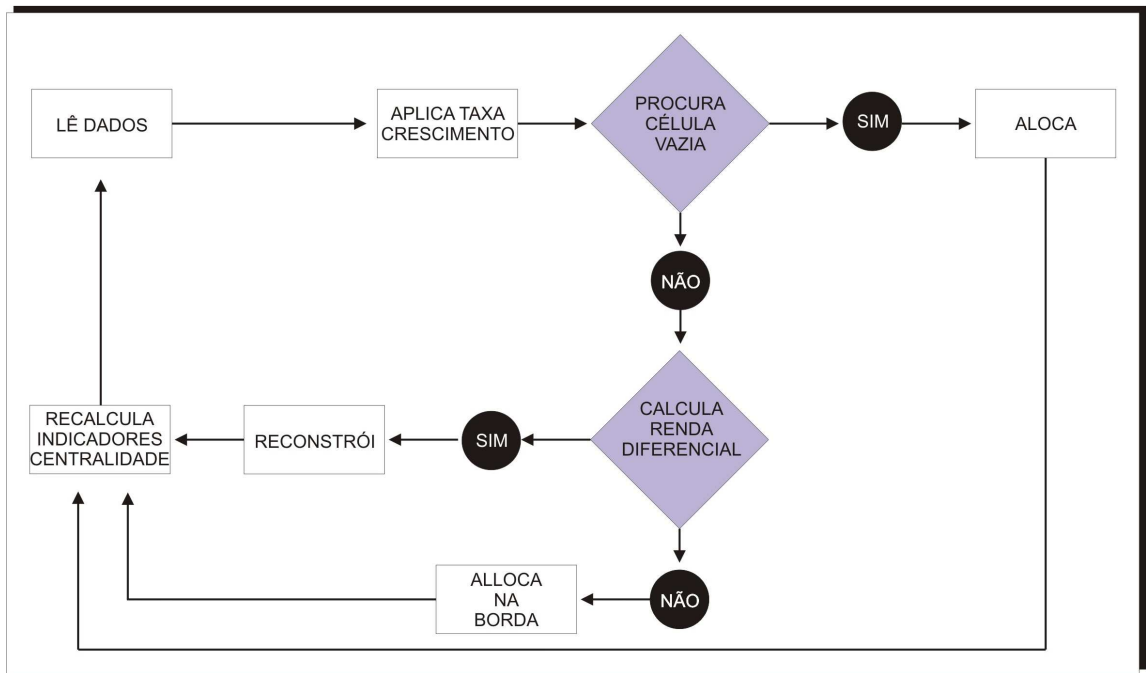 LÊ DADOS
APLICA TAXA
CRESCIMENTO
PROCURA
CÉLULA
VAZIA
SIM
ALOCA
NÃO
CALCULA
RENDA
DIFERENCIAL
SIM
RECONSTRÓI
RECALCULA
INDICADORES
CENTRALIDADE
NÃO
ALLOCA
NA
BORDA